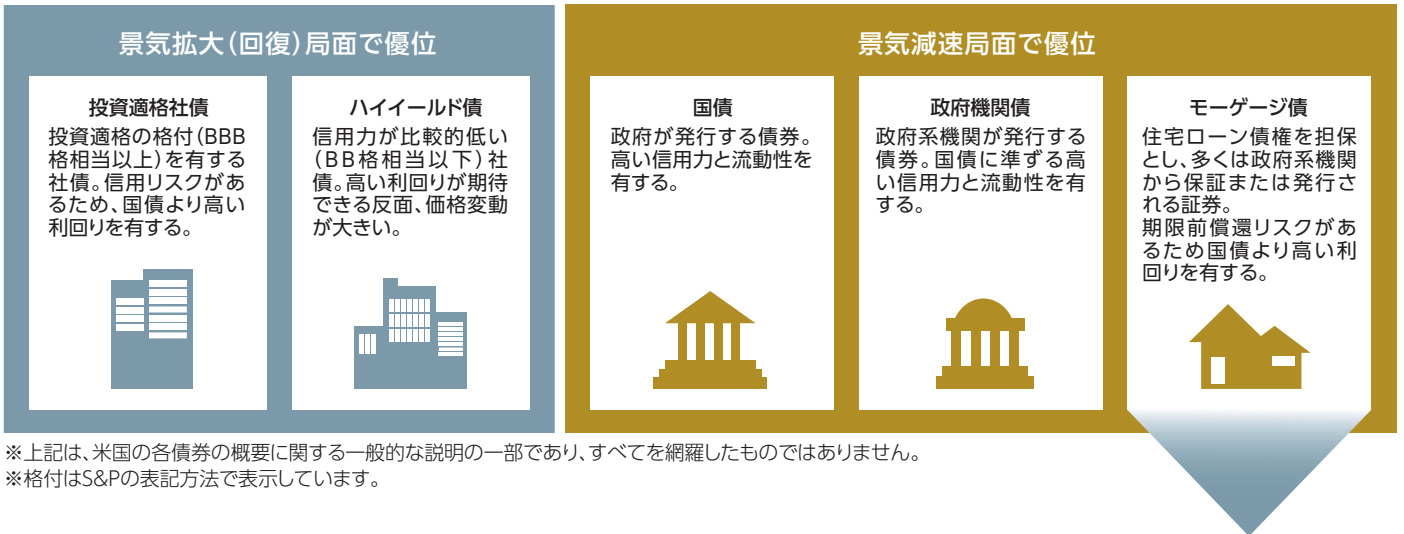 景気拡大(回復)局面で優位
投資適格社債
投資適格の格付(BBB
格相当以上)を有する
社債。信用リスクがあ
るため、国債より高い
利回りを有する。
ハイイールド債
信用力が比較的低い
(BB格相当以下)社
債。高い利回りが期待
できる反面、価格変動
が大きい。
景気減速局面で優位
国債
政府が発行する債券。
高い信用力と流動性を
有する。
政府機関債
政府系機関が発行する
債券。国債に準ずる高
い信用力と流動性を有
する。
モーゲージ債
住宅ローン債権を担保
とし、多くは政府系機関
から保証または発行さ
れる証券。
期限前償還リスクがあ
るため国債より高い利
回りを有する。
※上記は、米国の各債券の概要に関する一般的な説明の一部であり、すべてを網羅したものではありません。
※格付はS&Pの表記方法で表示しています。